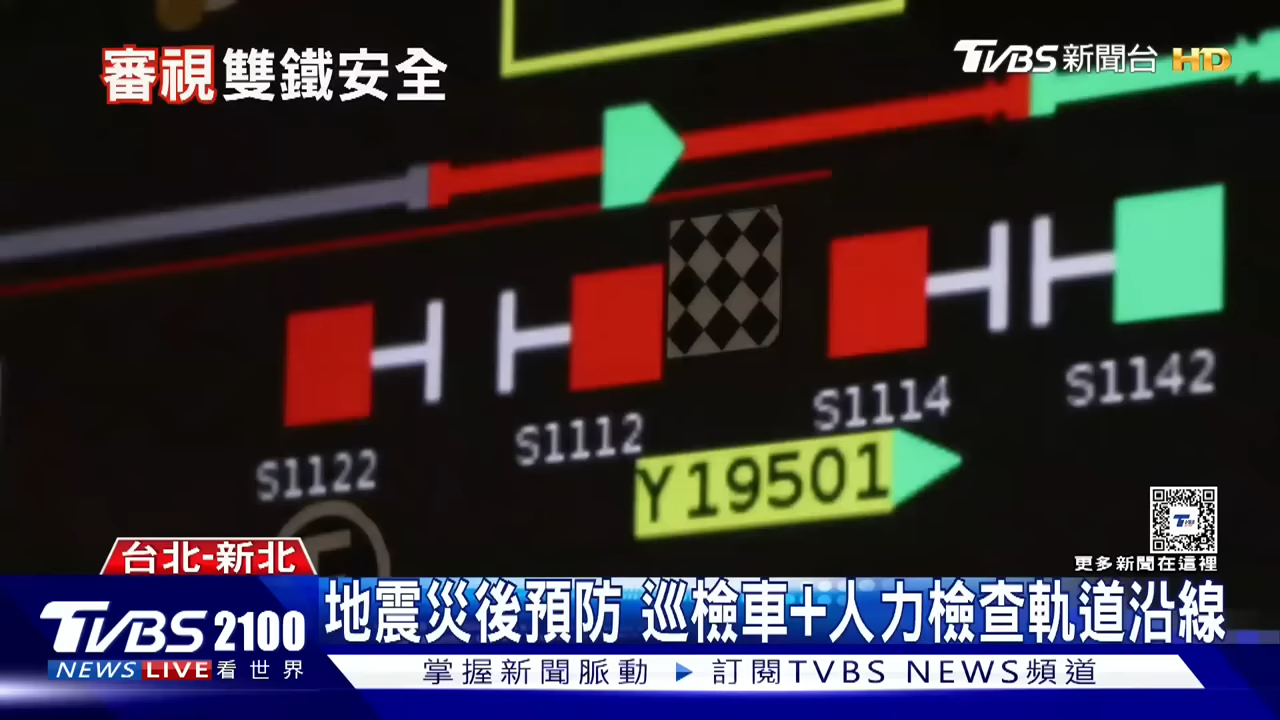 審視雙鐵安全
TVBS新聞台 HD
S1122
S1112
S1114
S1142
Y19501
更多新聞在這裡
台北-新北
地震災後預防 巡檢車+人力檢查軌道沿線
TVBS 2100
NEWS LIVE 看世界
掌握新聞脈動 ▶ 訂閱TVBS NEWS頻道